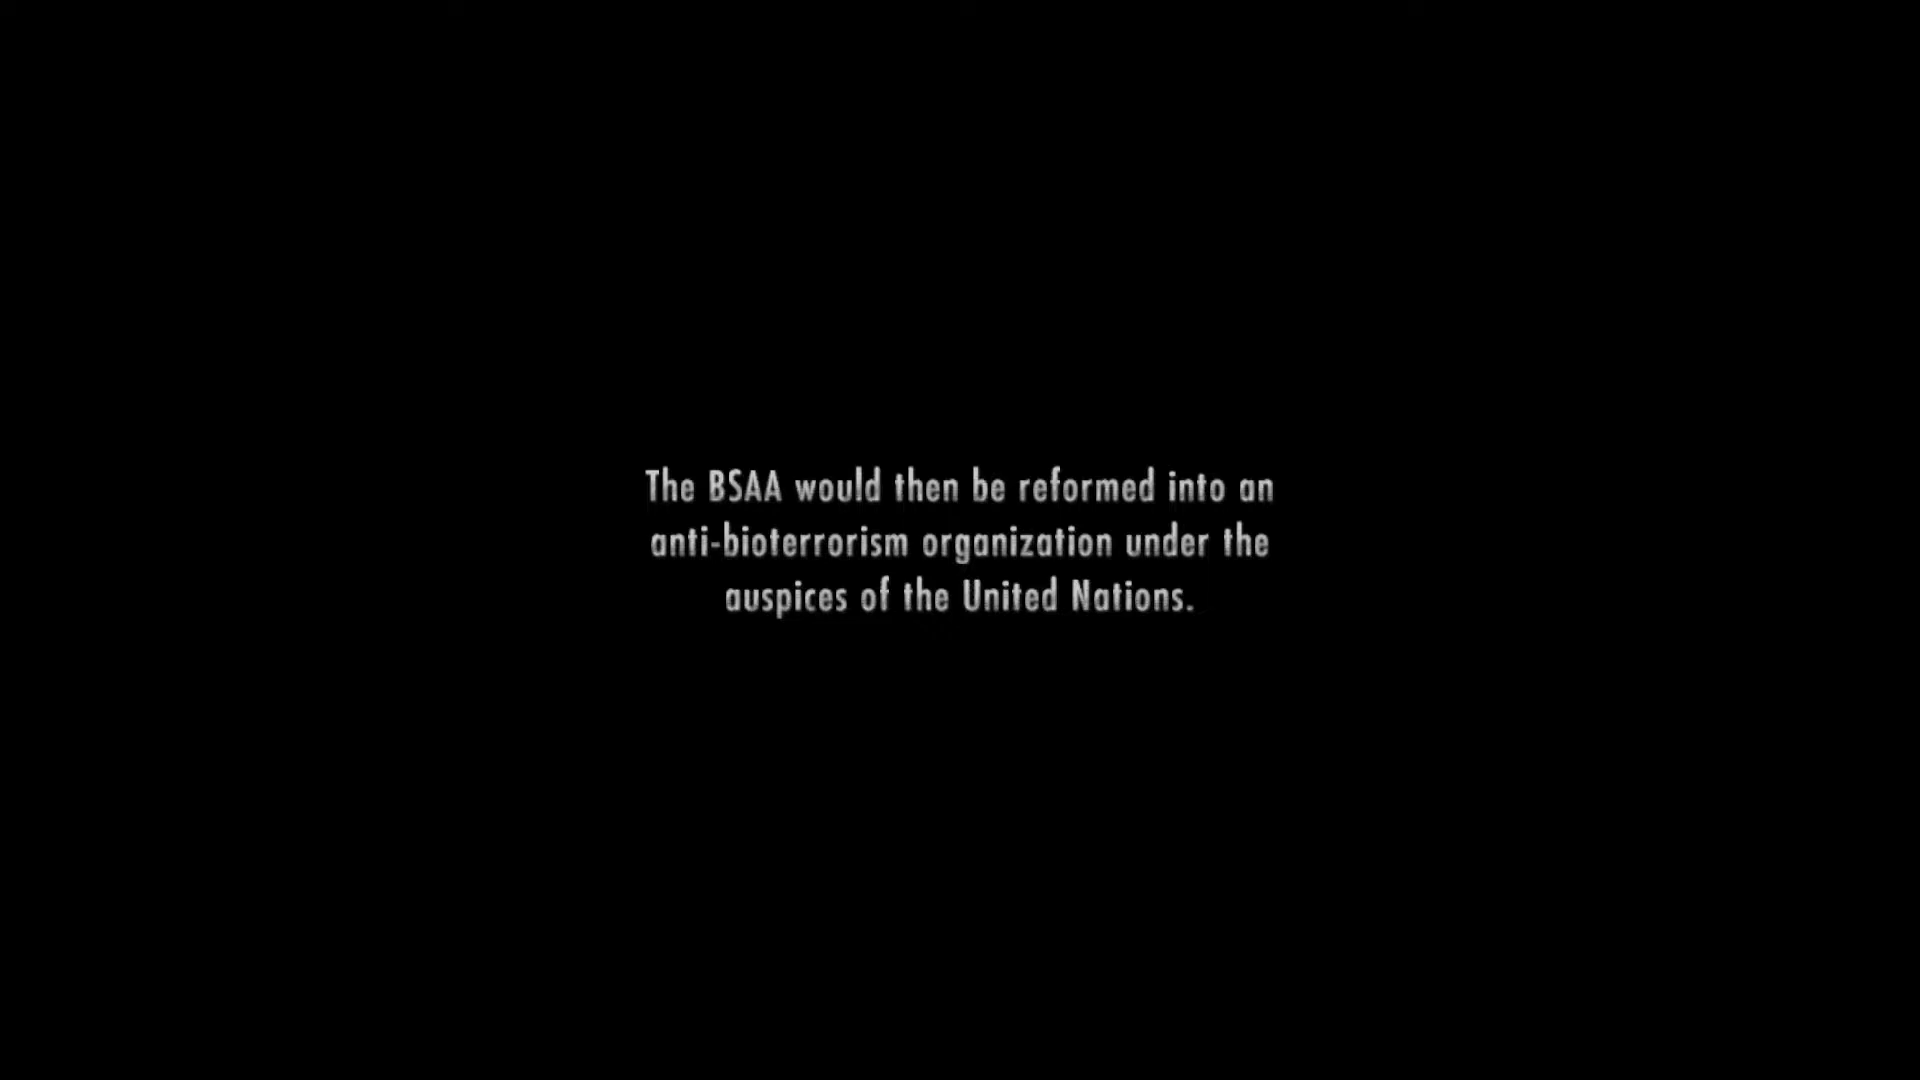 The BSAA would then be reformed into an
anti-bioterrorism organization under the
auspices of the United Nations.